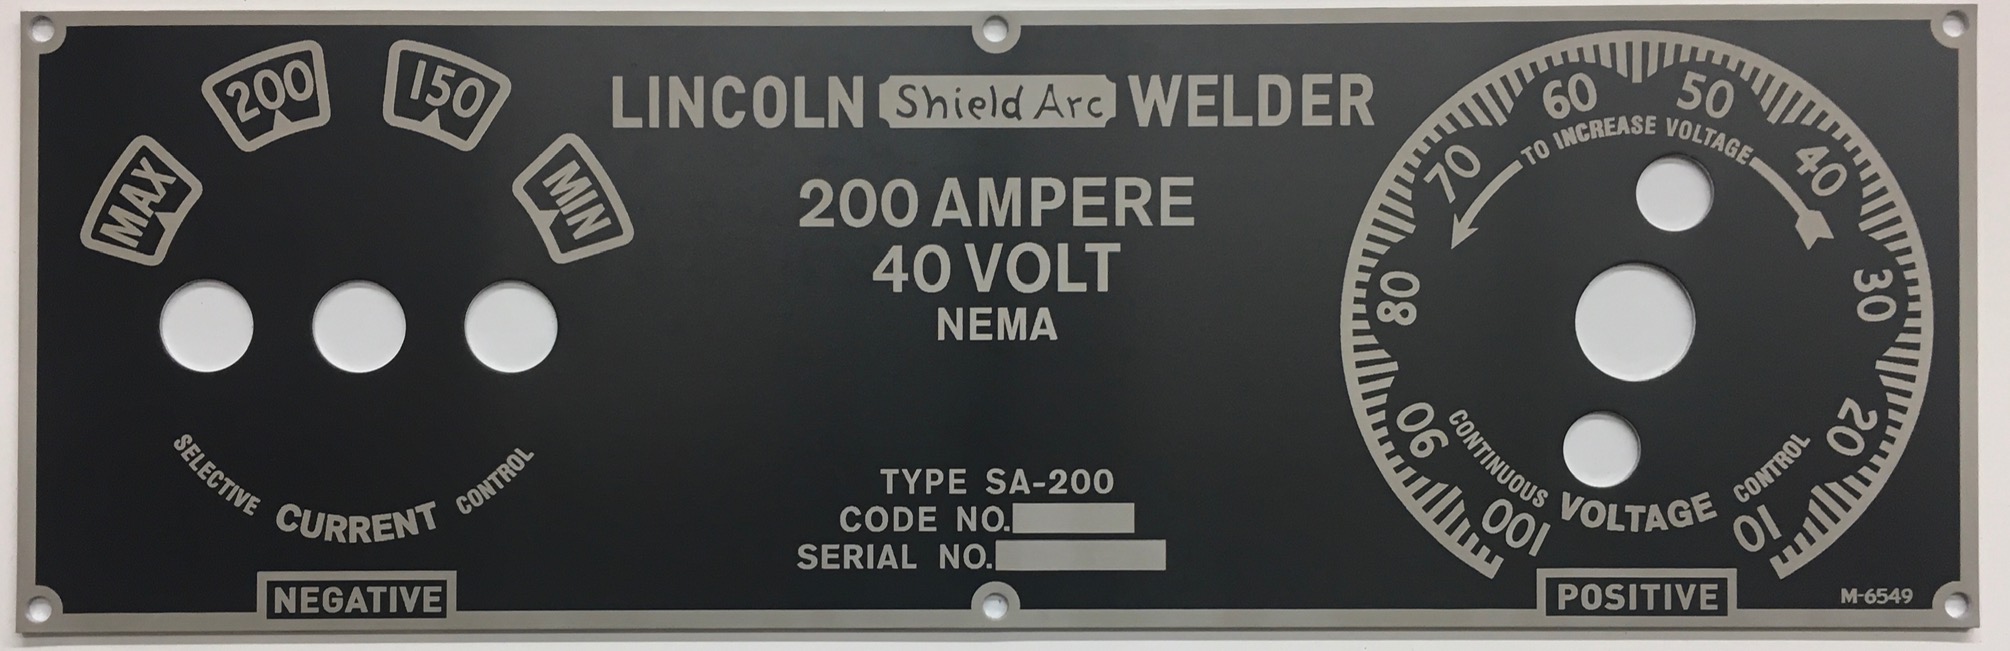 MAX
200
150
MIN
SELECTIVE CURRENT CONTROL
NEGATIVE
LINCOLN Shield Arc WELDER
200 AMPERE
40 VOLT
NEMA
TYPE SA-200
CODE NO.
SERIAL NO.
100
90
80
70
60
50
40
30
20
10
TO INCREASE VOLTAGE
CONTINUOUS VOLTAGE CONTROL
POSITIVE
M-6549